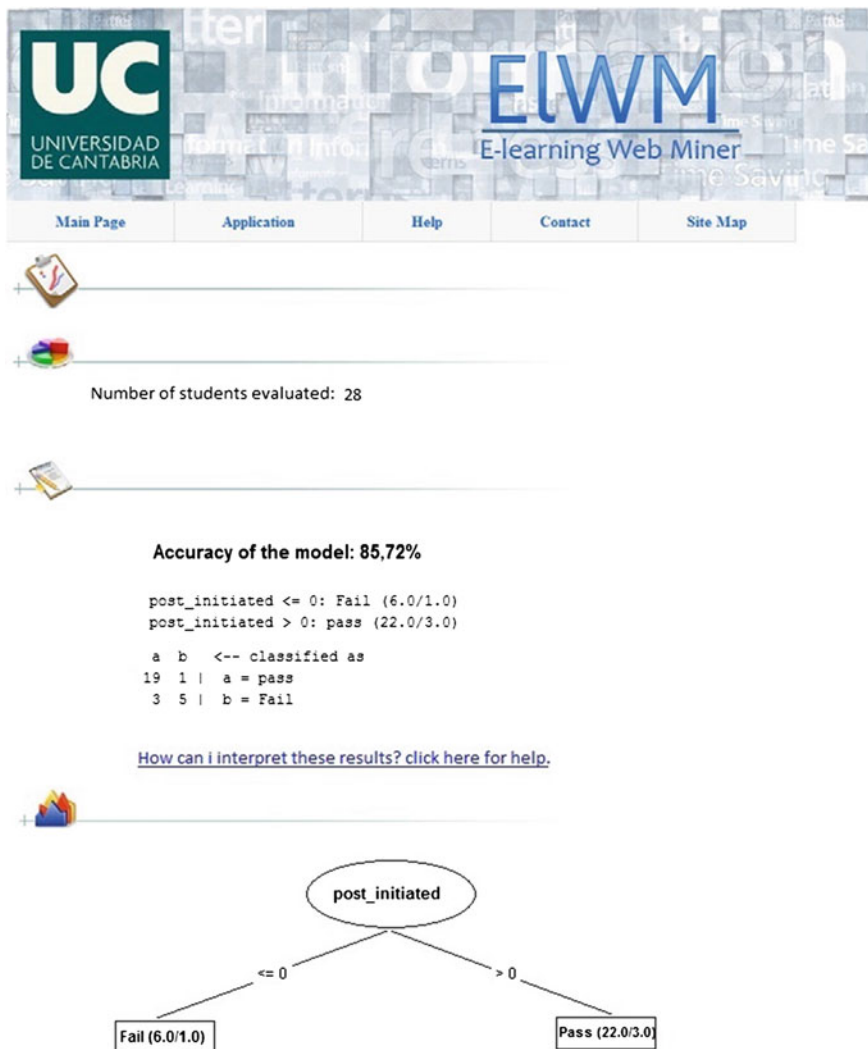 UC
UNIVERSIDAD
DE CANTABRIA
ElWM
E-learning Web Miner
Main Page Application Help Contact Site Map
Number of students evaluated: 28
Accuracy of the model: 85,72%
post_initiated <= 0: Fail (6.0/1.0)
post_initiated > 0: pass (22.0/3.0)
a b <-- classified as
19 1 | a = pass
3 5 | b = Fail
How can i interpret these results? click here for help.
post_initiated
<= 0 > 0
Fail (6.0/1.0) Pass (22.0/3.0)